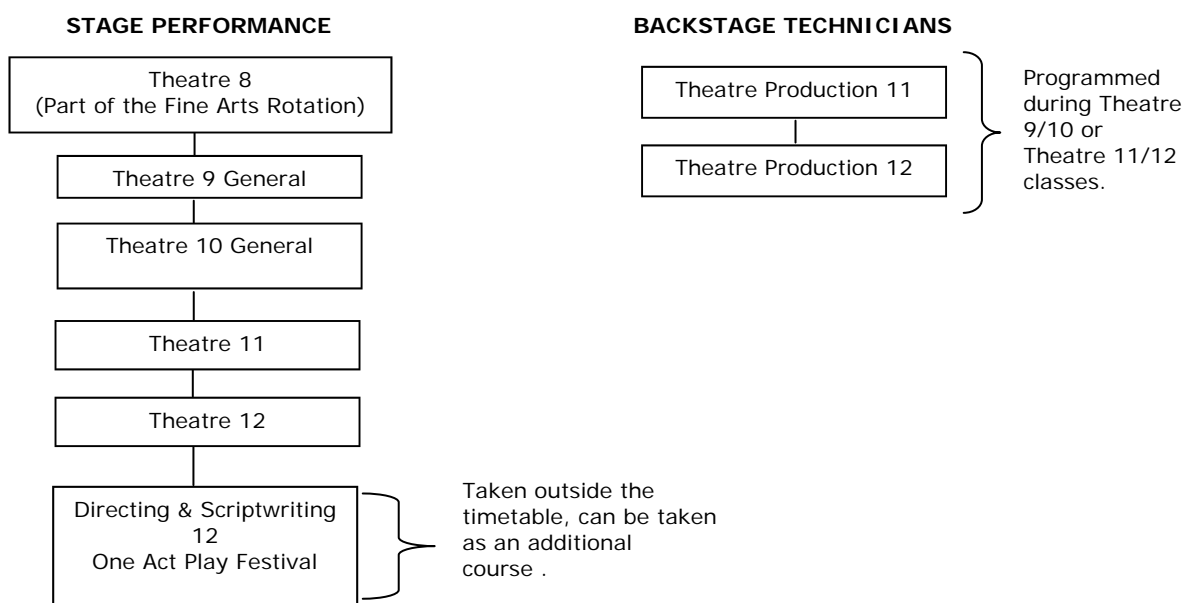 STAGE PERFORMANCE
Theatre 8
(Part of the Fine Arts Rotation)
Theatre 9 General
Theatre 10 General
Theatre 11
Theatre 12
Directing & Scriptwriting
12
One Act Play Festival
Taken outside the
timetable, can be taken
as an additional
course .
BACKSTAGE TECHNICIANS
Theatre Production 11
Theatre Production 12
Programmed
during Theatre
9/10 or
Theatre 11/12
classes.